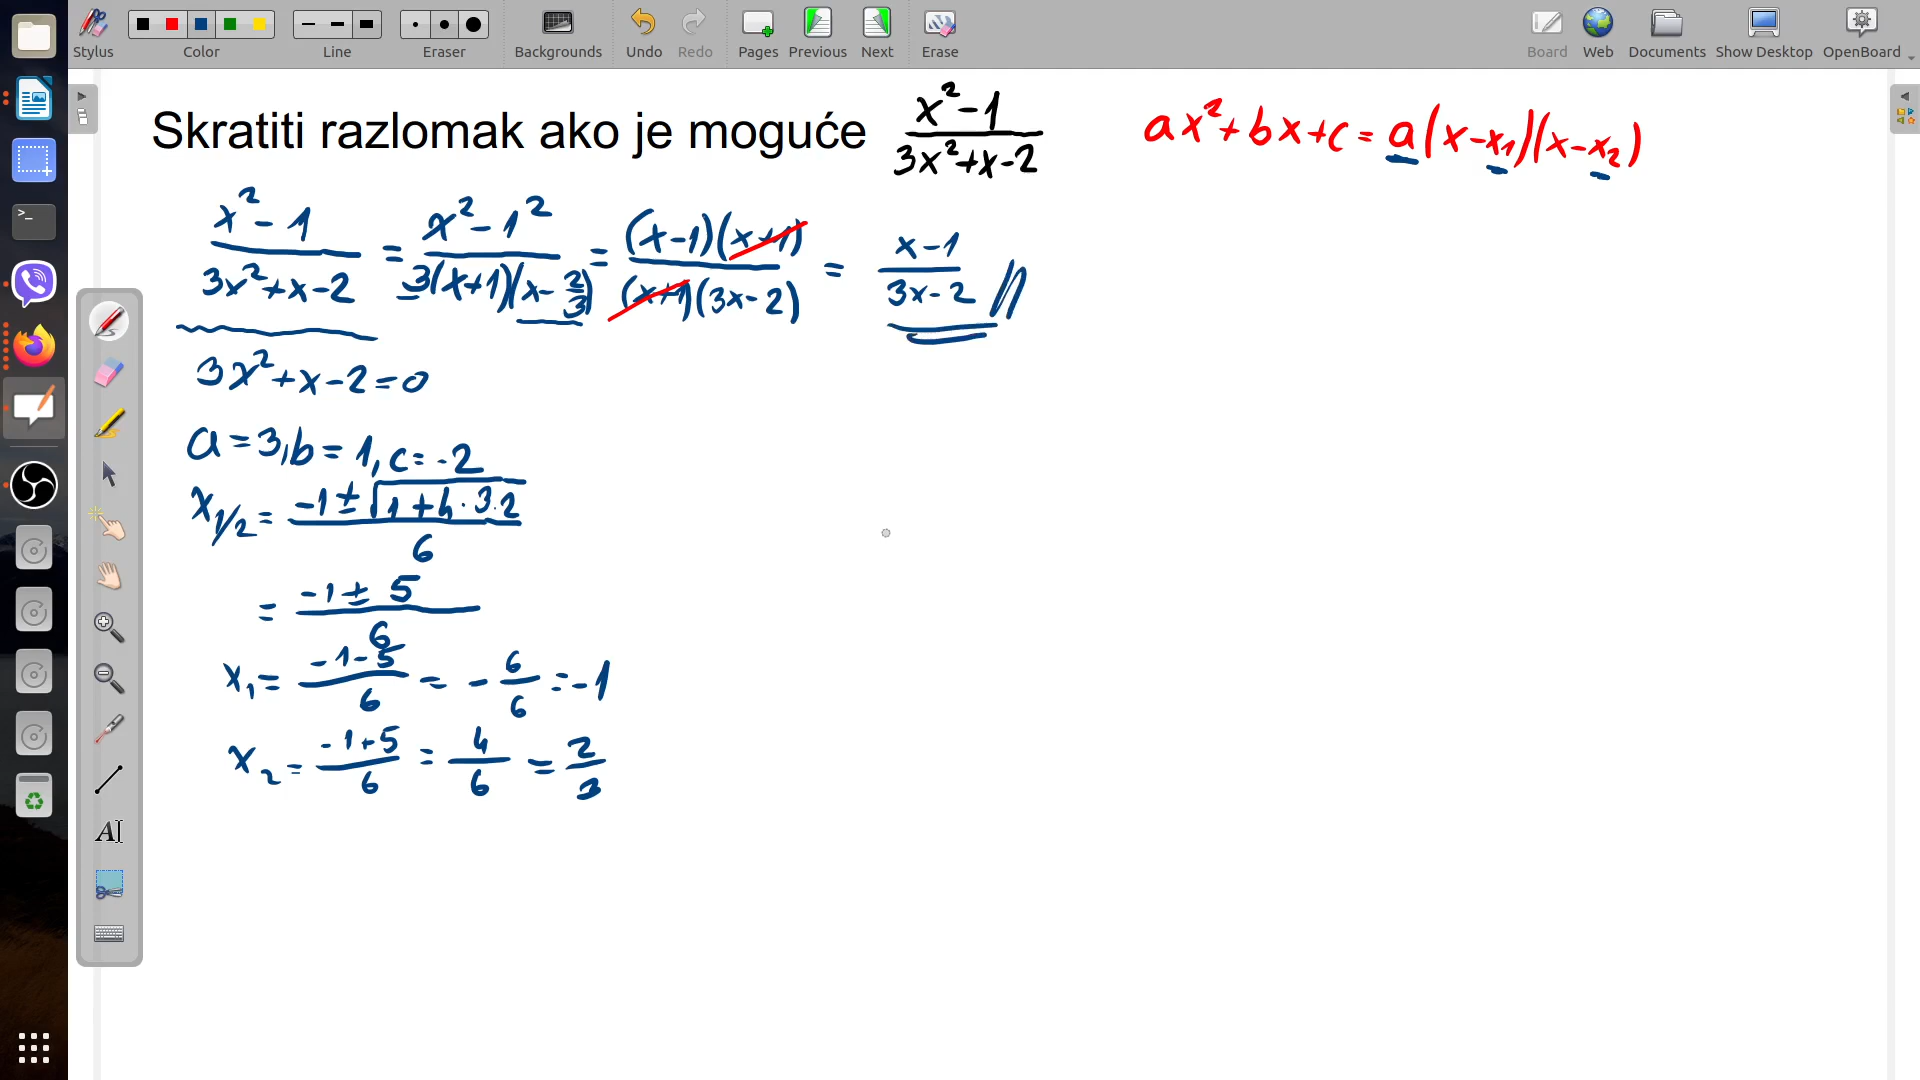 Stylus Color Line Eraser Backgrounds Undo Redo Pages Previous Next Erase Board Web Documents Show Desktop OpenBoard
Skratiti razlomak ako je moguće (x²-1)/(3x²+x-2)
ax²+bx+c = a(x-x₁)(x-x₂)
(x²-1)/(3x²+x-2) = (x²-1²)/(3(x+1)(x-2/3)) = ((x-1)(x+1))/((x+1)(3x-2)) = (x-1)/(3x-2) //
3x²+x-2=0
a=3, b=1, c=-2
x1/2 = (-1±√(1+4·3·2))/6
= (-1±5)/6
x₁ = (-1-5)/6 = -6/6 = -1
x₂ = (-1+5)/6 = 4/6 = 2/3
AI